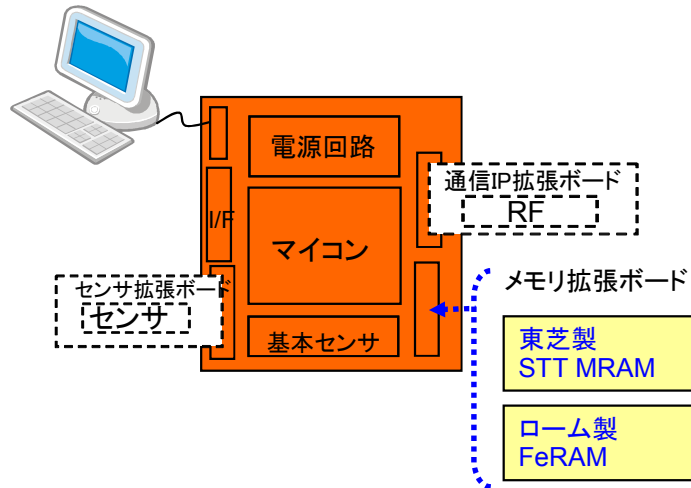 電源回路
通信IP拡張ボード
RF
I/F
マイコン
メモリ拡張ボード
センサ拡張ボード
センサ
基本センサ
東芝製
STT MRAM
ローム製
FeRAM